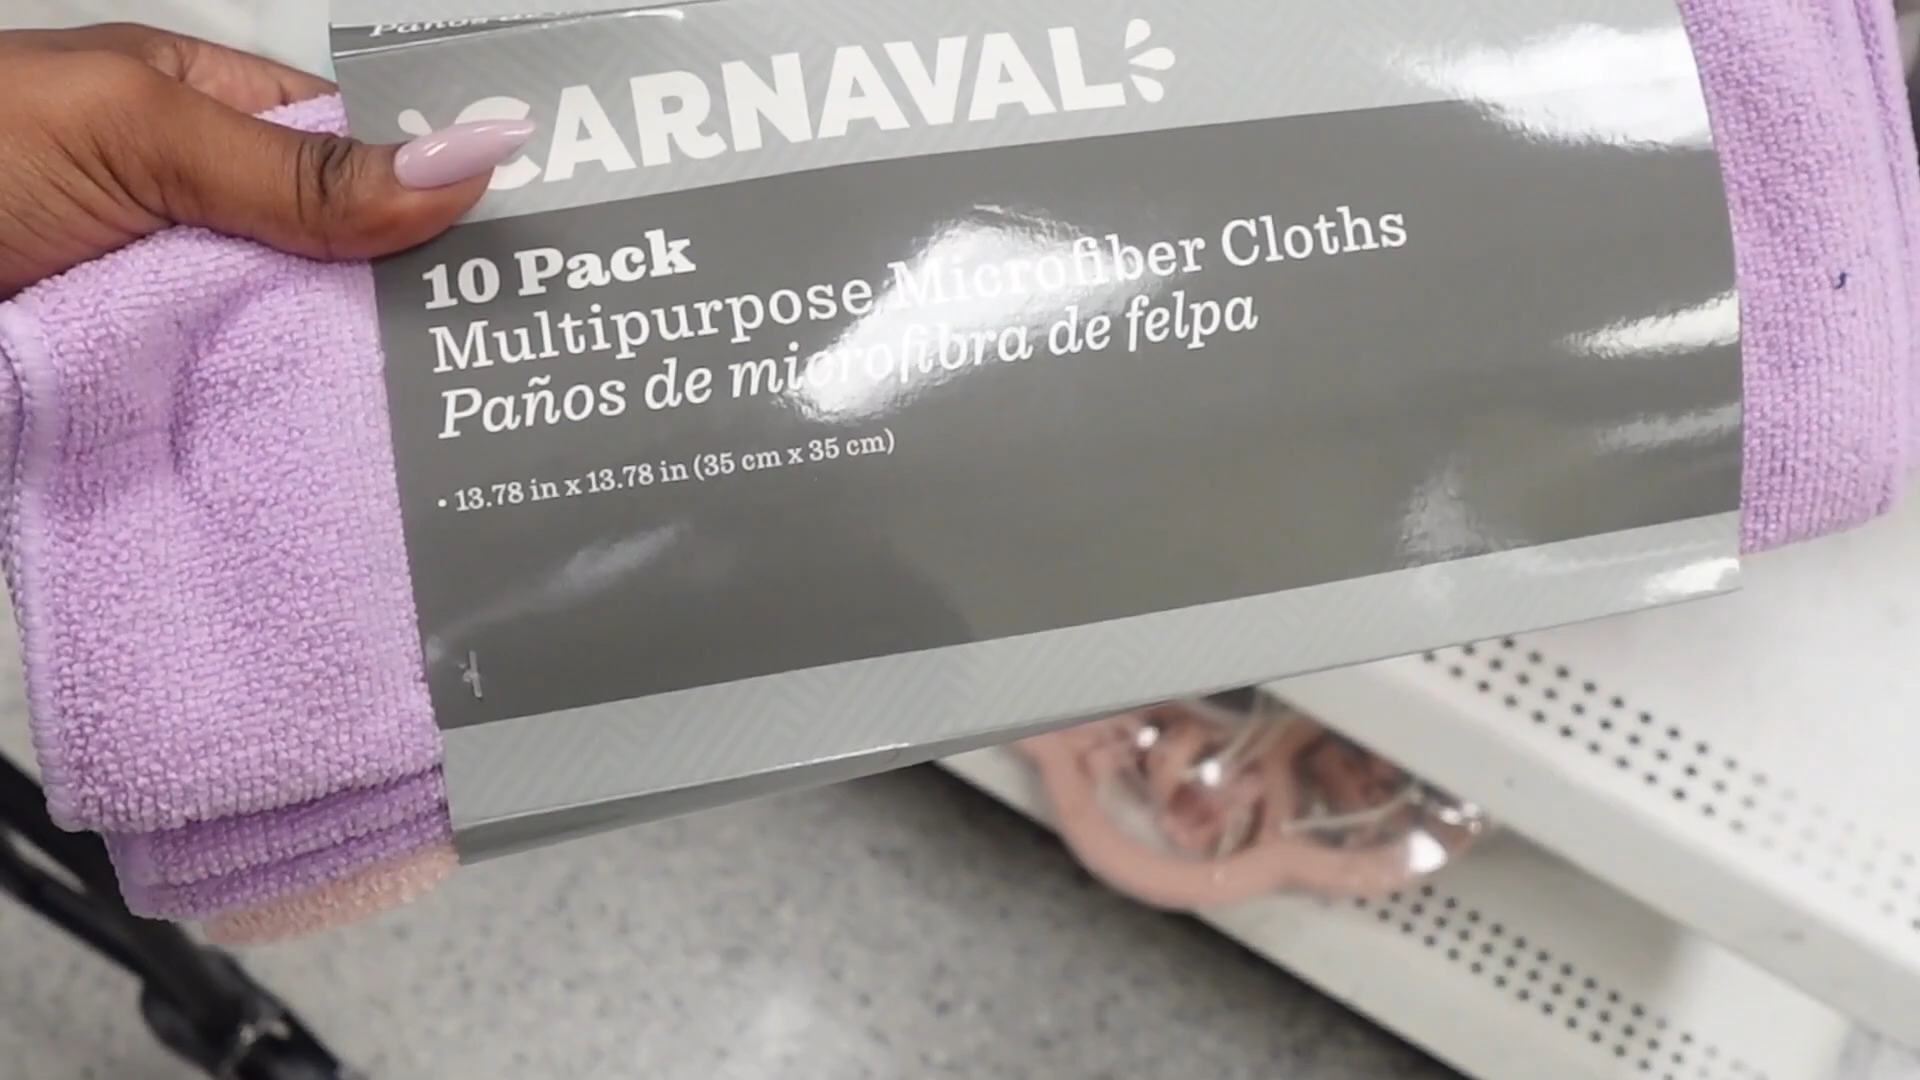 CARNAVAL
10 Pack
Multipurpose Microfiber Cloths
Paños de microfibra de felpa
• 13.78 in x 13.78 in (35 cm x 35 cm)